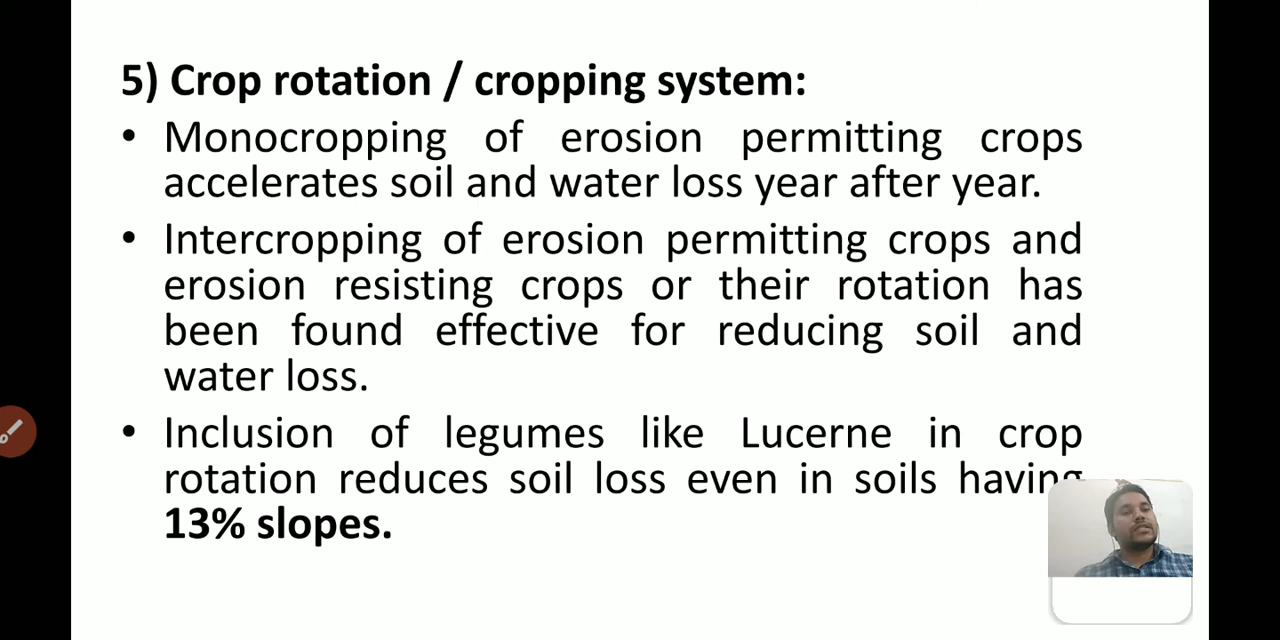 5) Crop rotation / cropping system:
• Monocropping of erosion permitting crops
accelerates soil and water loss year after year.
• Intercropping of erosion permitting crops and
erosion resisting crops or their rotation has
been found effective for reducing soil and
water loss.
• Inclusion of legumes like Lucerne in crop
rotation reduces soil loss even in soils having
13% slopes.